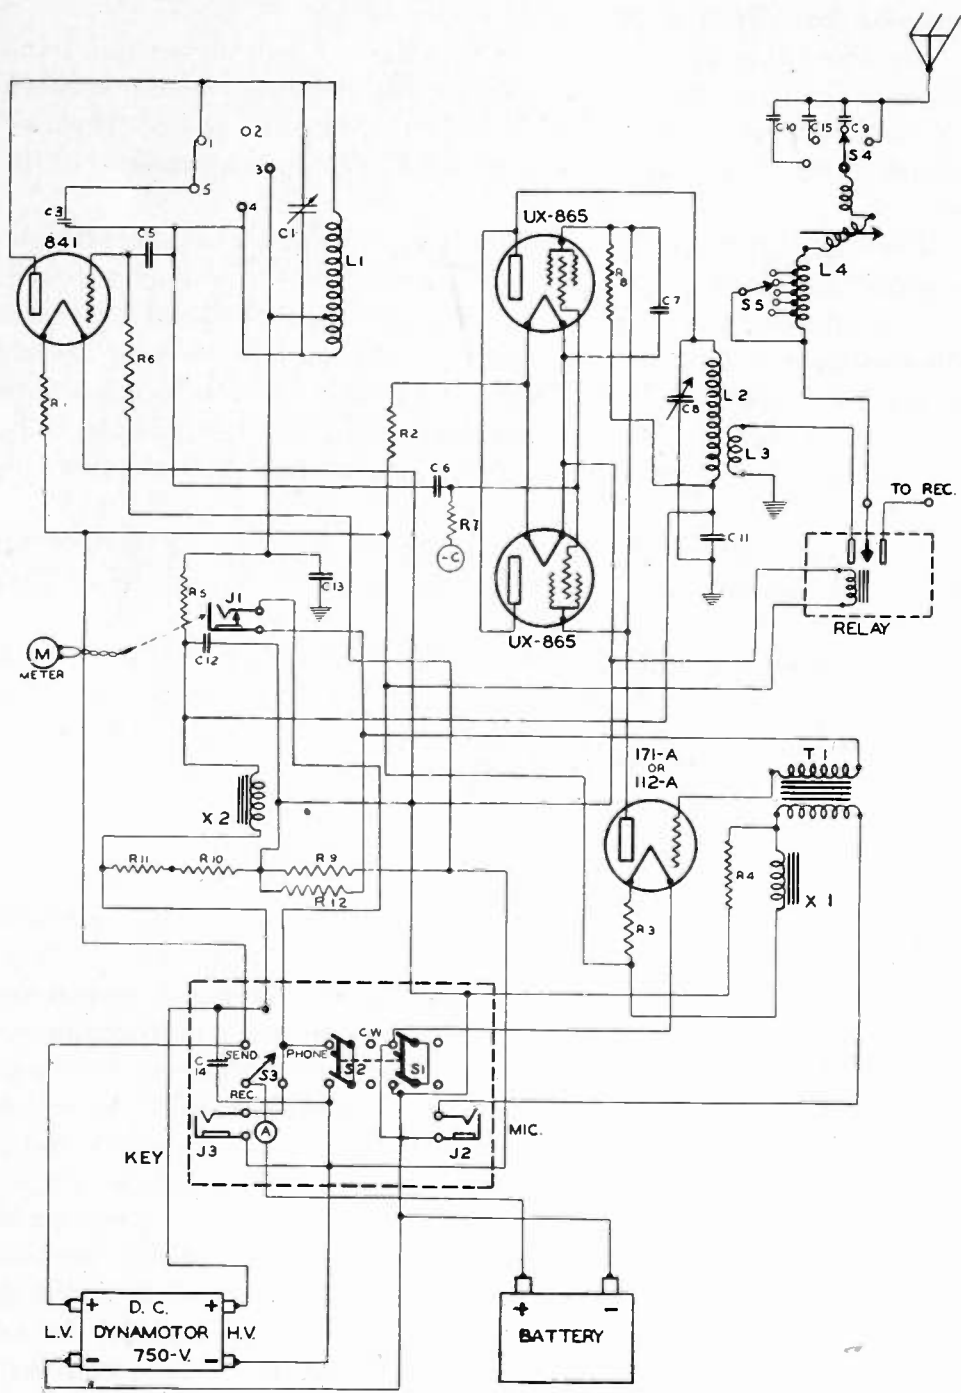 C10
C15
C9
S4
1
2
3
5
4
C3
C5
C1
841
L1
UX-865
R8
C7
L4
S5
R6
R1
R2
C8
L2
L3
C6
R7
-C
TO REC.
C11
C13
R5
J1
C12
M
METER
UX-865
RELAY
171-A
OR
112-A
T1
X2
R11
R10
R9
R12
R3
R4
X1
C.W
SEND
PHONE
C14
S3
S2
S1
REC.
A
J3
J2
MIC.
KEY
+ D. C. +
L.V. DYNAMOTOR H.V.
- 750-V. -
+ -
BATTERY